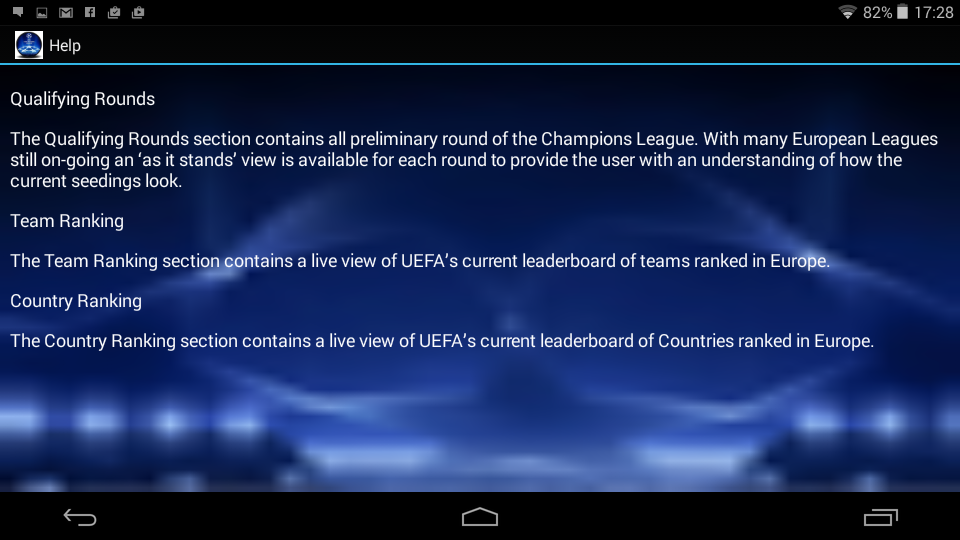 82% 17:28
Help
Qualifying Rounds
The Qualifying Rounds section contains all preliminary round of the Champions League. With many European Leagues
still on-going an ‘as it stands’ view is available for each round to provide the user with an understanding of how the
current seedings look.
Team Ranking
The Team Ranking section contains a live view of UEFA’s current leaderboard of teams ranked in Europe.
Country Ranking
The Country Ranking section contains a live view of UEFA’s current leaderboard of Countries ranked in Europe.